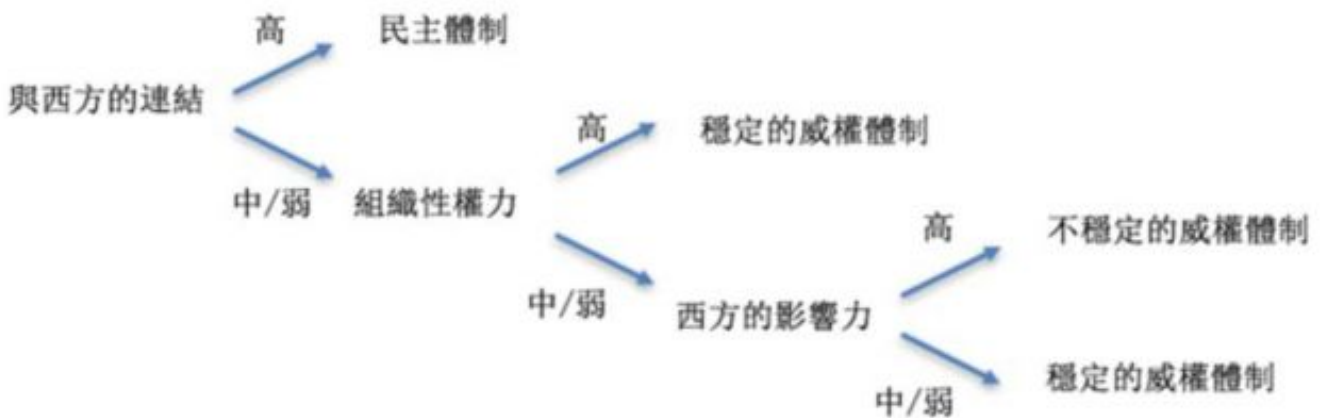 高
民主體制
與西方的連結
高
穩定的威權體制
中/弱
組織性權力
高
不穩定的威權體制
中/弱
西方的影響力
穩定的威權體制
中/弱